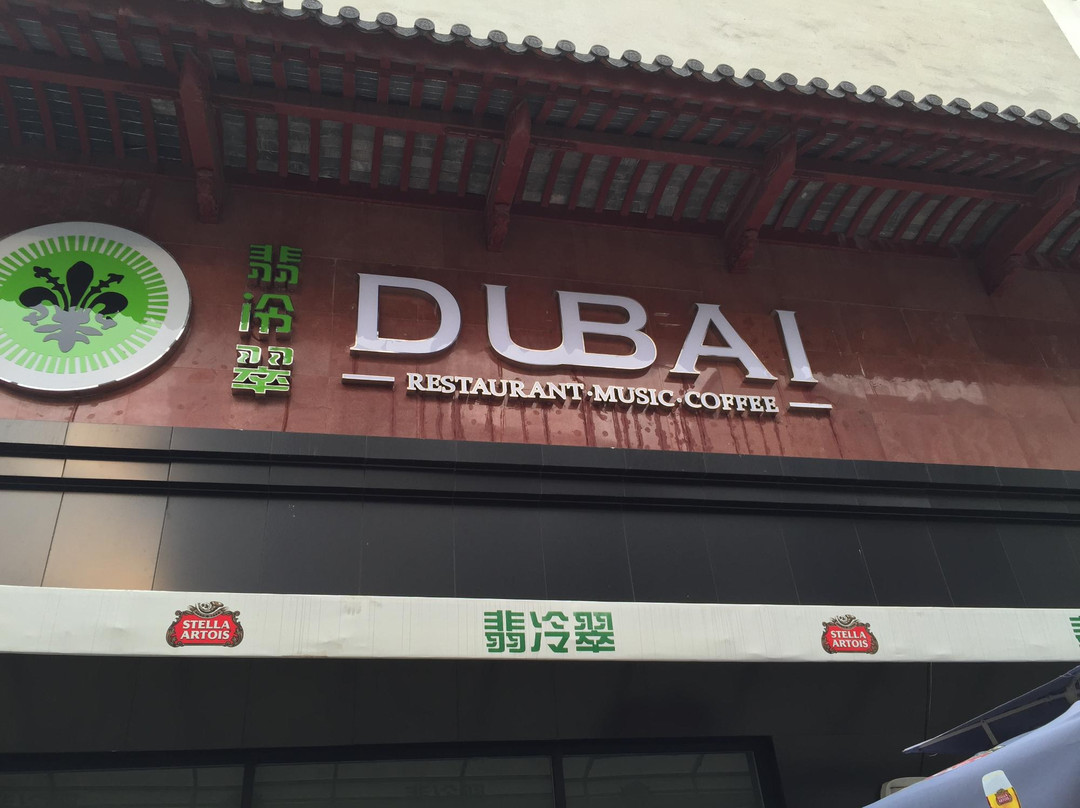 翡冷翠
DUBAI
RESTAURANT·MUSIC·COFFEE
STELLA
ARTOIS
翡冷翠
STELLA
ARTOIS